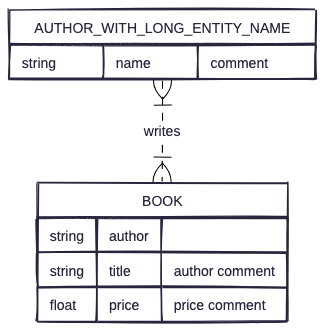 AUTHOR_WITH_LONG_ENTITY_NAME
string name comment
writes
BOOK
string author
string title author comment
float price price comment